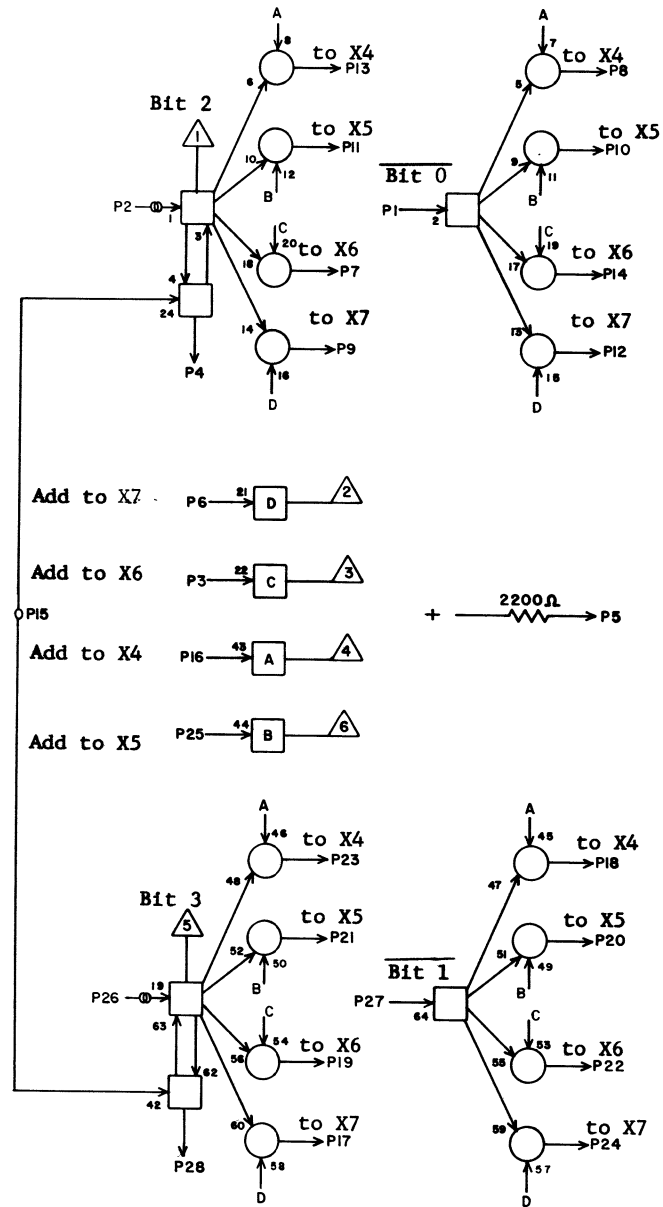 A
8
to X4
P13
6
Bit 2
1
to X5
P11
10
12
B
P2
1
3
C
20
to X6
P7
18
4
24
to X7
P9
14
16
D
P4
A
7
to X4
P8
5
to X5
P10
9
11
B
Bit 0
P1
2
C
19
to X6
P14
17
to X7
P12
13
15
D
Add to X7
P6
21
D
2
Add to X6
P3
22
C
3
P15
+
2200Ω
P5
Add to X4
P16
43
A
4
Add to X5
P25
44
B
6
A
46
to X4
P23
48
Bit 3
5
to X5
P21
52
50
B
P26
19
63
C
54
to X6
P19
56
62
42
to X7
P17
60
58
D
P28
A
45
to X4
P18
47
to X5
P20
51
49
B
Bit 1
P27
64
C
53
to X6
P22
55
to X7
P24
59
57
D